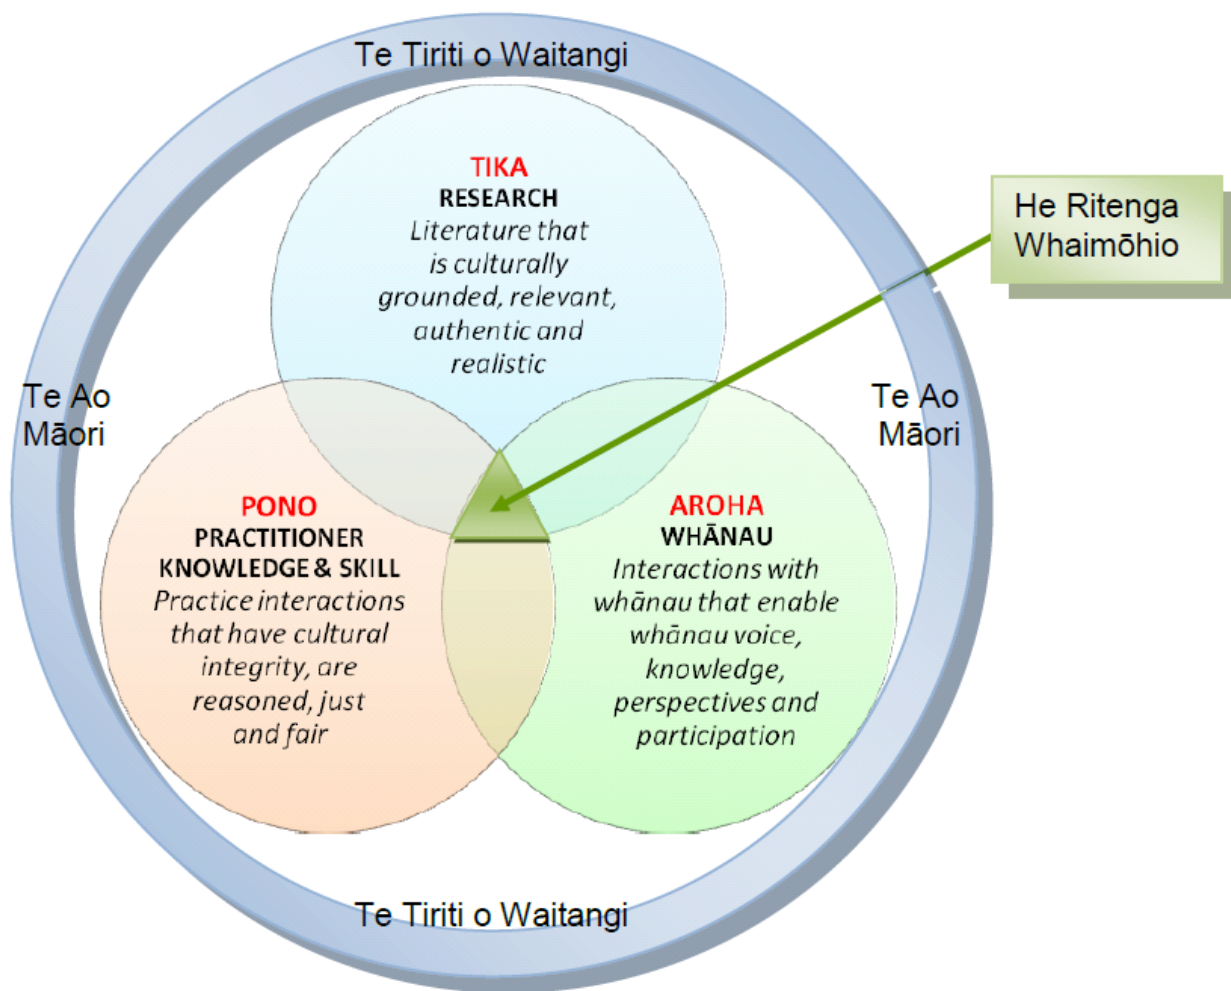 Te Tiriti o Waitangi
TIKA
RESEARCH
Literature that
is culturally
grounded, relevant,
authentic and
realistic
He Ritenga
Whaimōhio
Te Ao
Māori
Te Ao
Māori
PONO
PRACTITIONER
KNOWLEDGE & SKILL
Practice interactions
that have cultural
integrity, are
reasoned, just
and fair
AROHA
WHĀNAU
Interactions with
whānau that enable
whānau voice,
knowledge,
perspectives and
participation
Te Tiriti o Waitangi